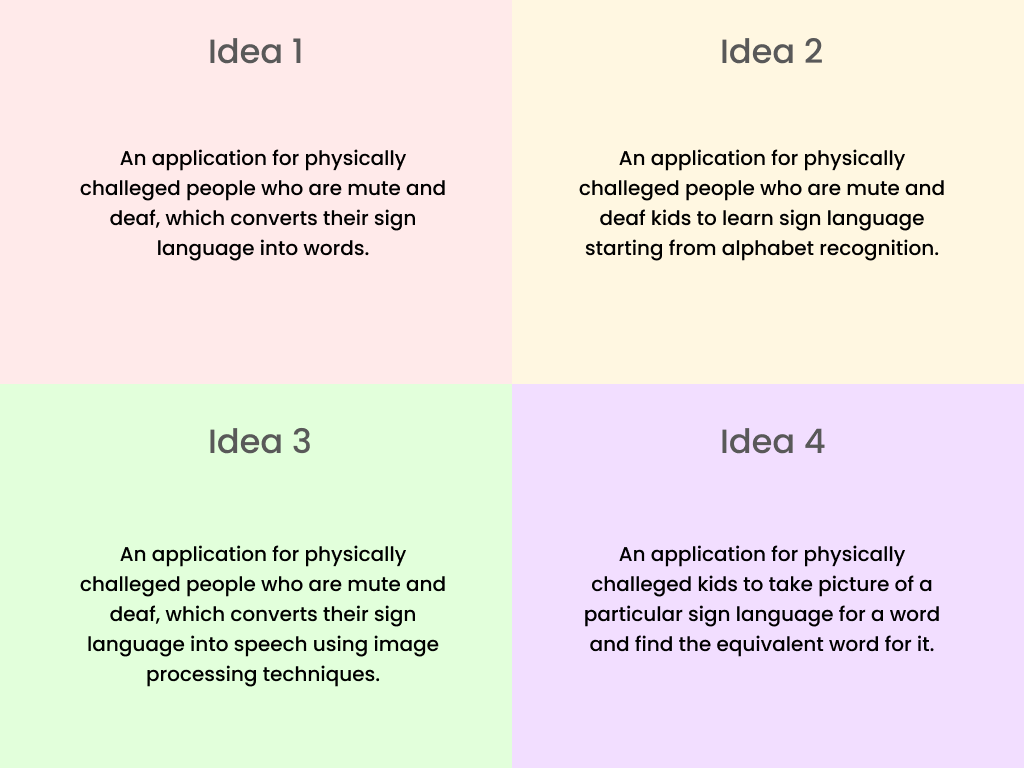 Idea 1
An application for physically
challeged people who are mute and
deaf, which converts their sign
language into words.
Idea 2
An application for physically
challeged people who are mute and
deaf kids to learn sign language
starting from alphabet recognition.
Idea 3
An application for physically
challeged people who are mute and
deaf, which converts their sign
language into speech using image
processing techniques.
Idea 4
An application for physically
challeged kids to take picture of a
particular sign language for a word
and find the equivalent word for it.